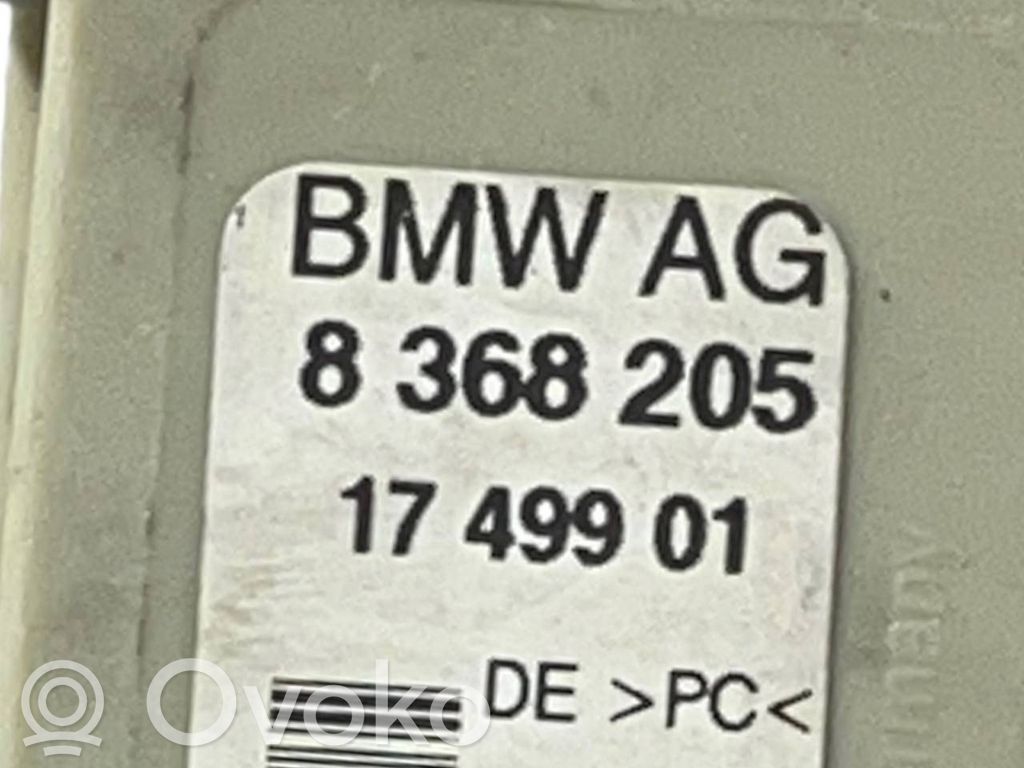 BMW AG
8 368 205
17 499 01
DE >PC<
Ovoko